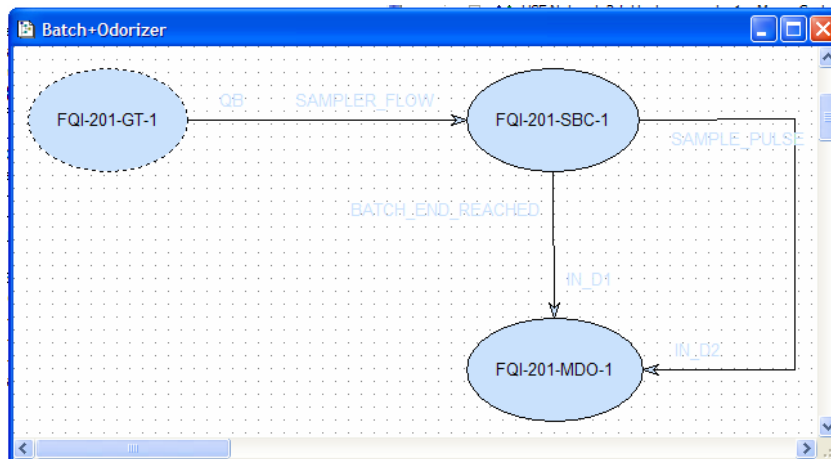 Batch+Odorizer
FQI-201-GT-1
QB
SAMPLER_FLOW
FQI-201-SBC-1
SAMPLE_PULSE
BATCH_END_REACHED
IN_D1
IN_D2
FQI-201-MDO-1